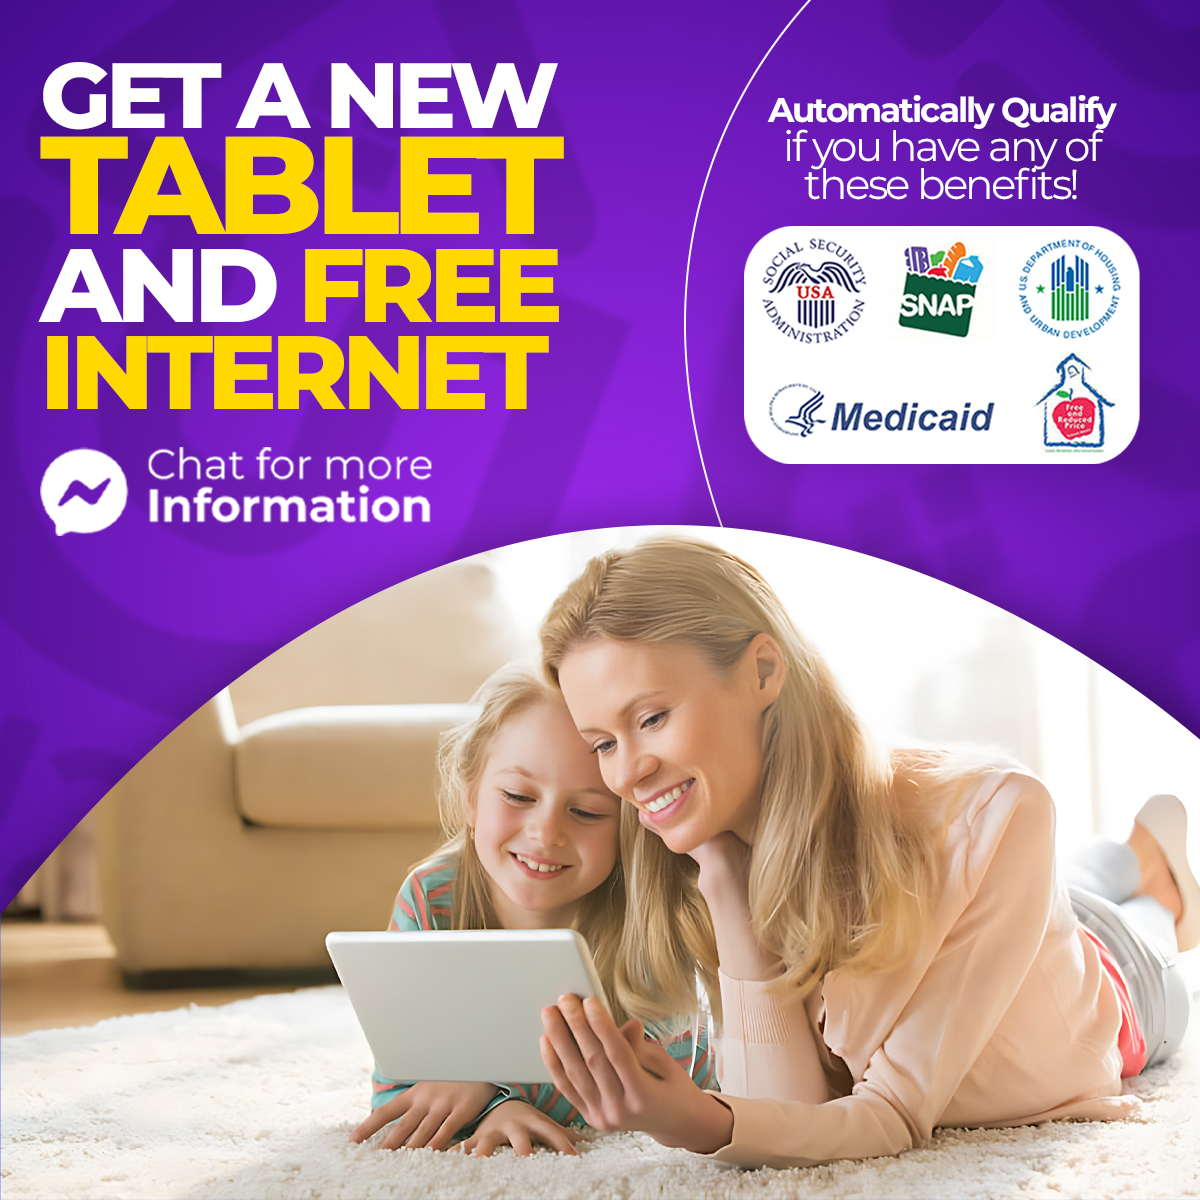 GET A NEW
TABLET
AND FREE
INTERNET
Chat for more
Information
Automatically Qualify
if you have any of
these benefits!
SOCIAL SECURITY
USA
ADMINISTRATION
SNAP
U.S. DEPARTMENT OF HOUSING
AND URBAN DEVELOPMENT
Medicaid
Free
and
Reduced
Price